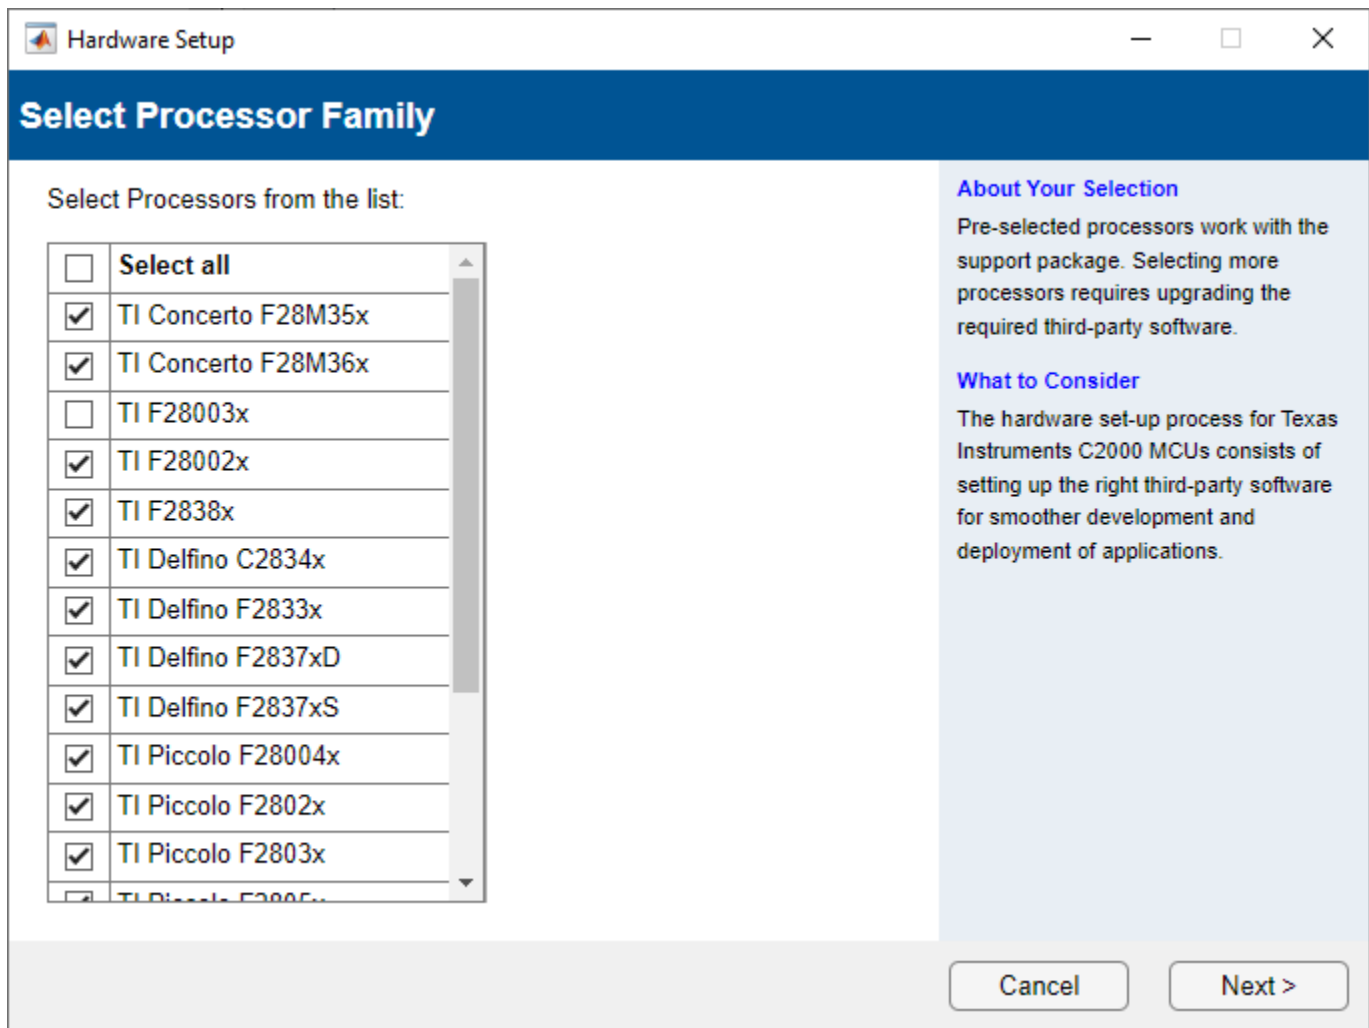 Hardware Setup
Select Processor Family
Select Processors from the list:
Select all
TI Concerto F28M35x
TI Concerto F28M36x
TI F28003x
TI F28002x
TI F2838x
TI Delfino C2834x
TI Delfino F2833x
TI Delfino F2837xD
TI Delfino F2837xS
TI Piccolo F28004x
TI Piccolo F2802x
TI Piccolo F2803x
TI Piccolo F2805x
About Your Selection
Pre-selected processors work with the
support package. Selecting more
processors requires upgrading the
required third-party software.
What to Consider
The hardware set-up process for Texas
Instruments C2000 MCUs consists of
setting up the right third-party software
for smoother development and
deployment of applications.
Cancel
Next >